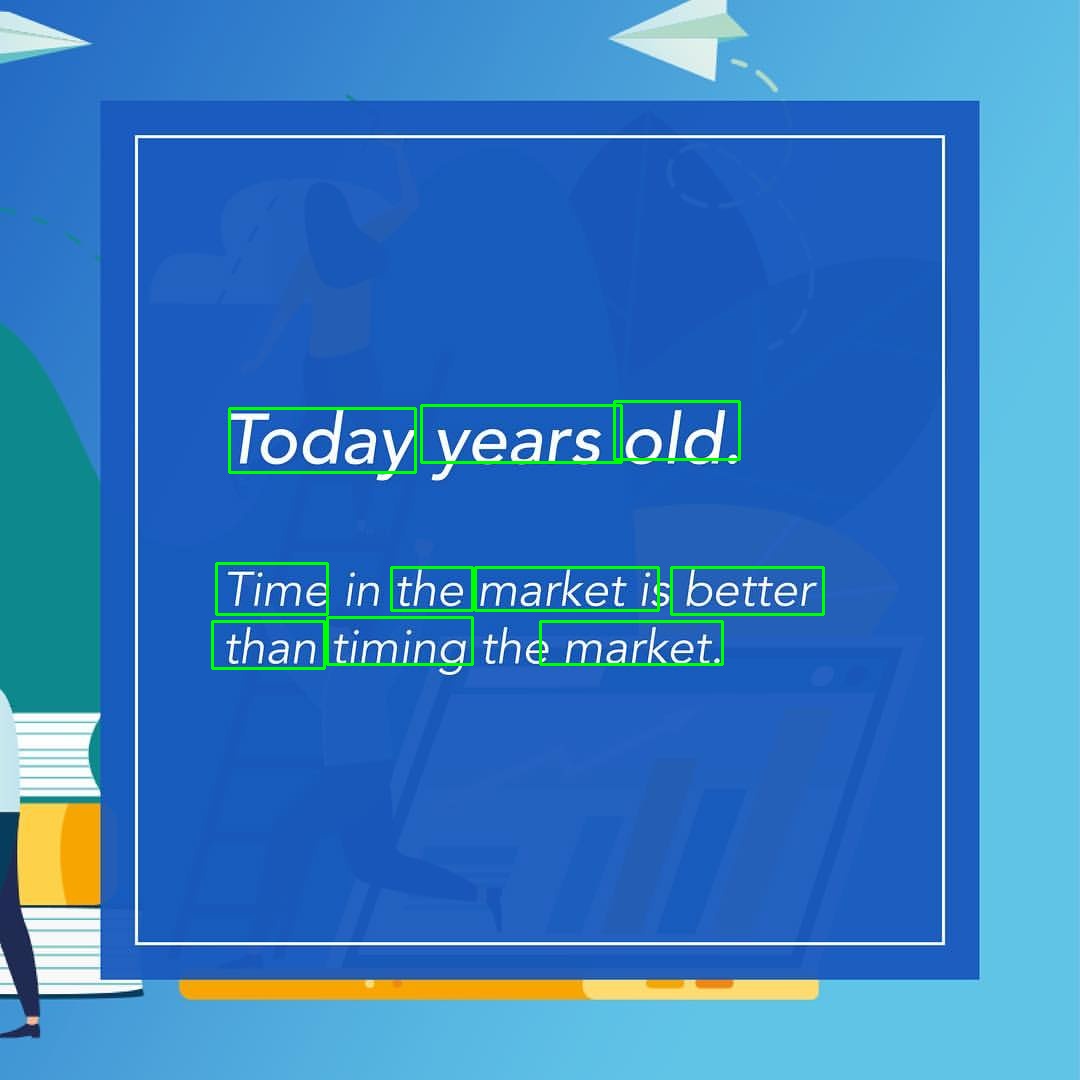 Today years old.
Time in the market is better
than timing the market.